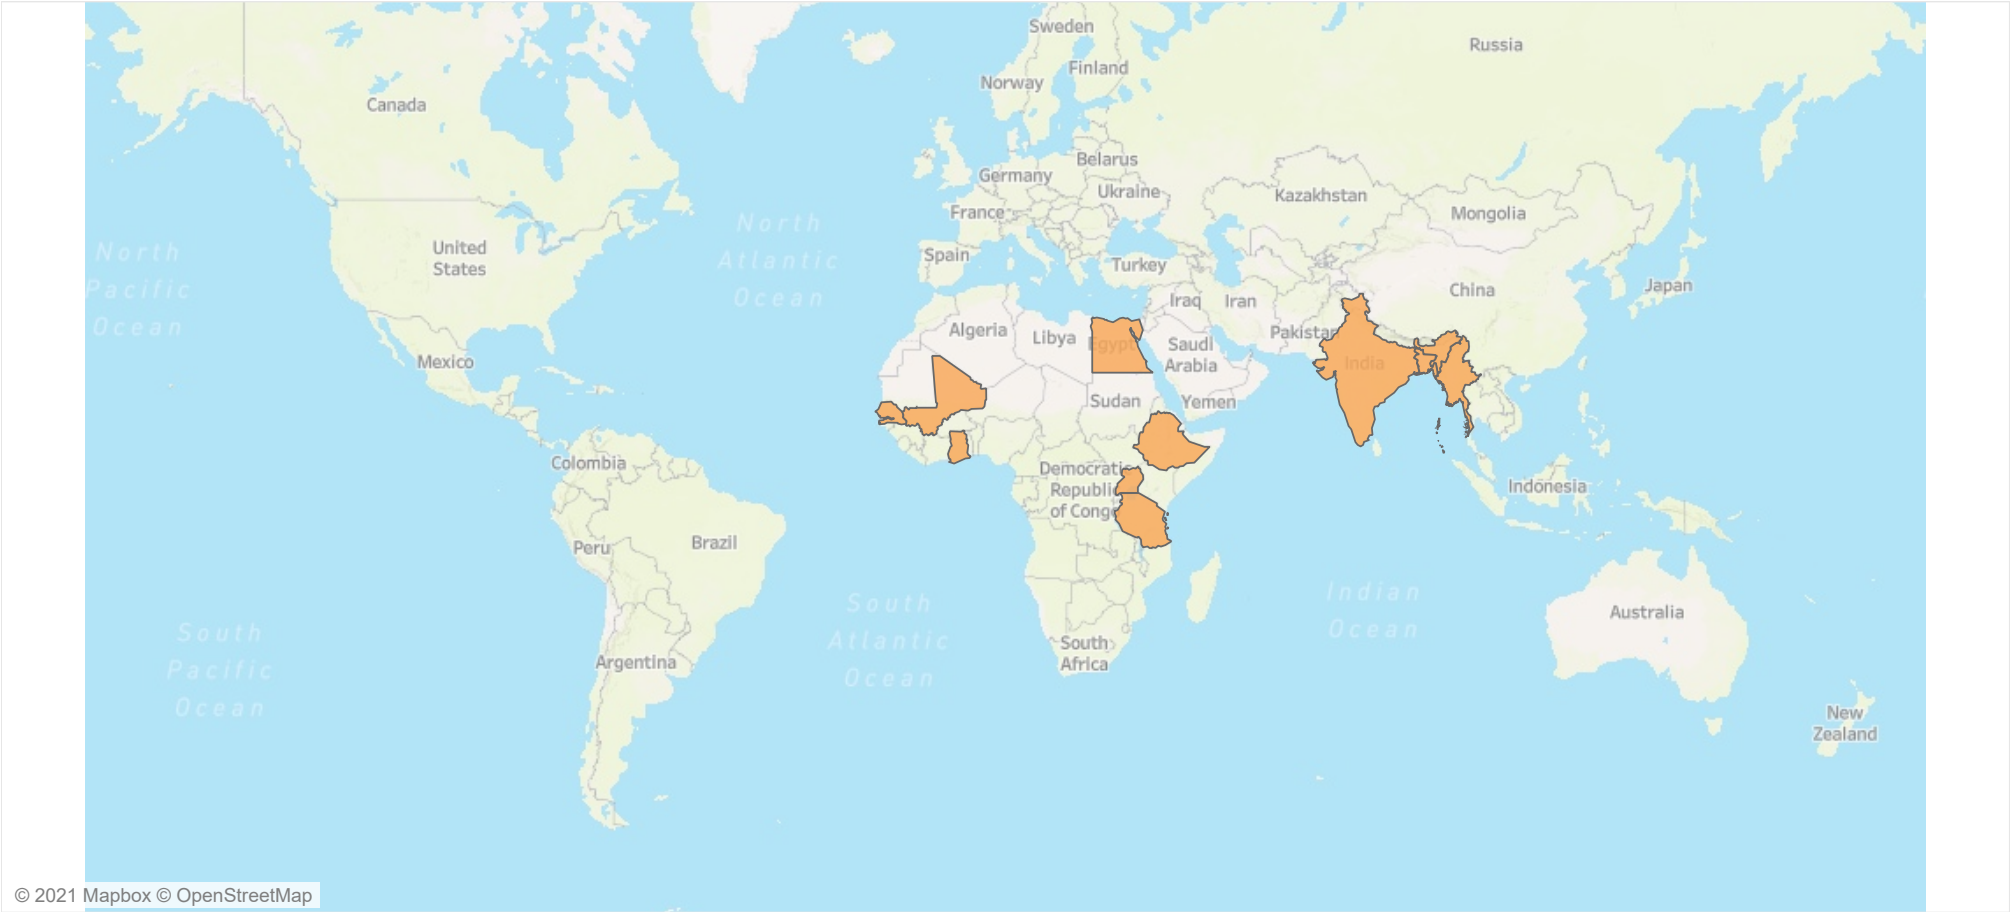 Sweden
Russia
Finland
Norway
Canada
Belarus
Germany
Ukraine
Kazakhstan
France
Mongolia
North
Atlantic
Ocean
United
States
North
Pacific
Ocean
Spain
Turkey
China
Japan
Iraq
Iran
Algeria
Libya
Egypt
Pakistan
Saudi
Arabia
India
Mexico
Sudan
Yemen
Colombia
Democratic
Republic
of Congo
Indonesia
Peru
Brazil
South
Atlantic
Ocean
Indian
Ocean
Australia
South
Pacific
Ocean
South
Africa
Argentina
New
Zealand
© 2021 Mapbox © OpenStreetMap